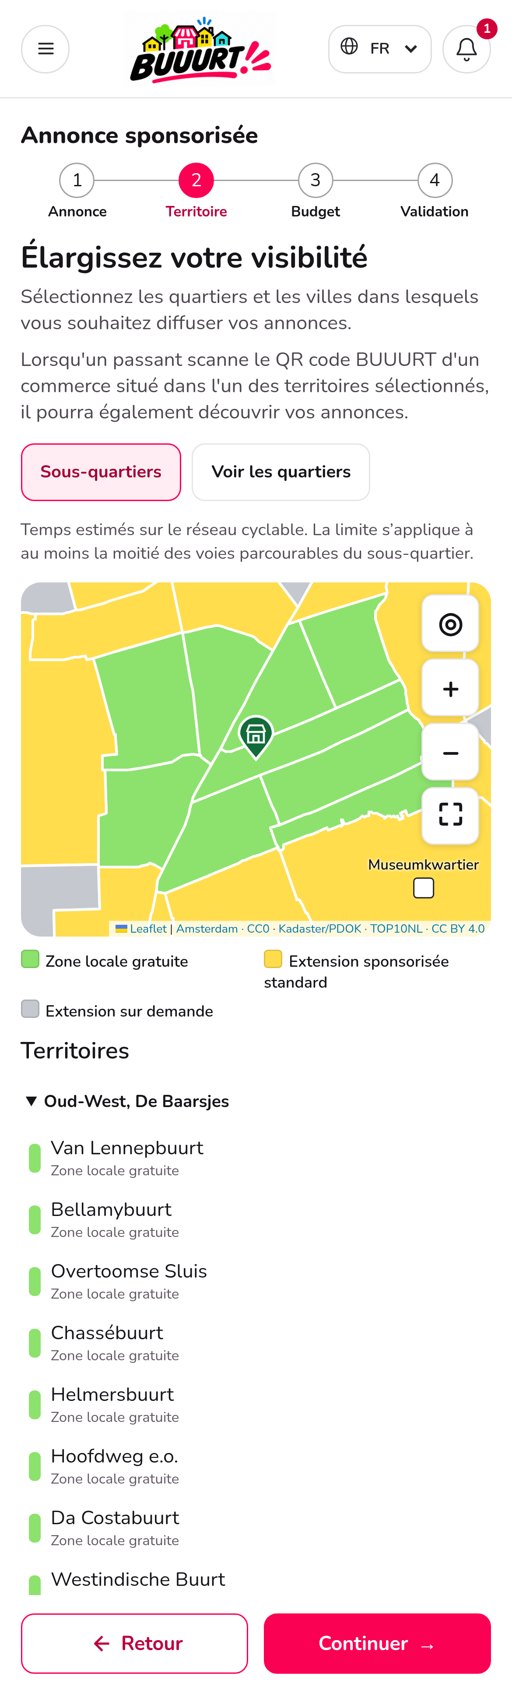 BUUURT!
FR
1
Annonce sponsorisée
1
2
3
4
Annonce
Territoire
Budget
Validation
Élargissez votre visibilité
Sélectionnez les quartiers et les villes dans lesquels
vous souhaitez diffuser vos annonces.
Lorsqu'un passant scanne le QR code BUUURT d'un
commerce situé dans l'un des territoires sélectionnés,
il pourra également découvrir vos annonces.
Sous-quartiers
Voir les quartiers
Temps estimés sur le réseau cyclable. La limite s’applique à
au moins la moitié des voies parcourables du sous-quartier.
+
−
Museumkwartier
Leaflet | Amsterdam · CC0 · Kadaster/PDOK · TOP10NL · CC BY 4.0
Zone locale gratuite
Extension sponsorisée
standard
Extension sur demande
Territoires
▼ Oud-West, De Baarsjes
Van Lennepbuurt
Zone locale gratuite
Bellamybuurt
Zone locale gratuite
Overtoomse Sluis
Zone locale gratuite
Chassébuurt
Zone locale gratuite
Helmersbuurt
Zone locale gratuite
Hoofdweg e.o.
Zone locale gratuite
Da Costabuurt
Zone locale gratuite
Westindische Buurt
← Retour
Continuer →